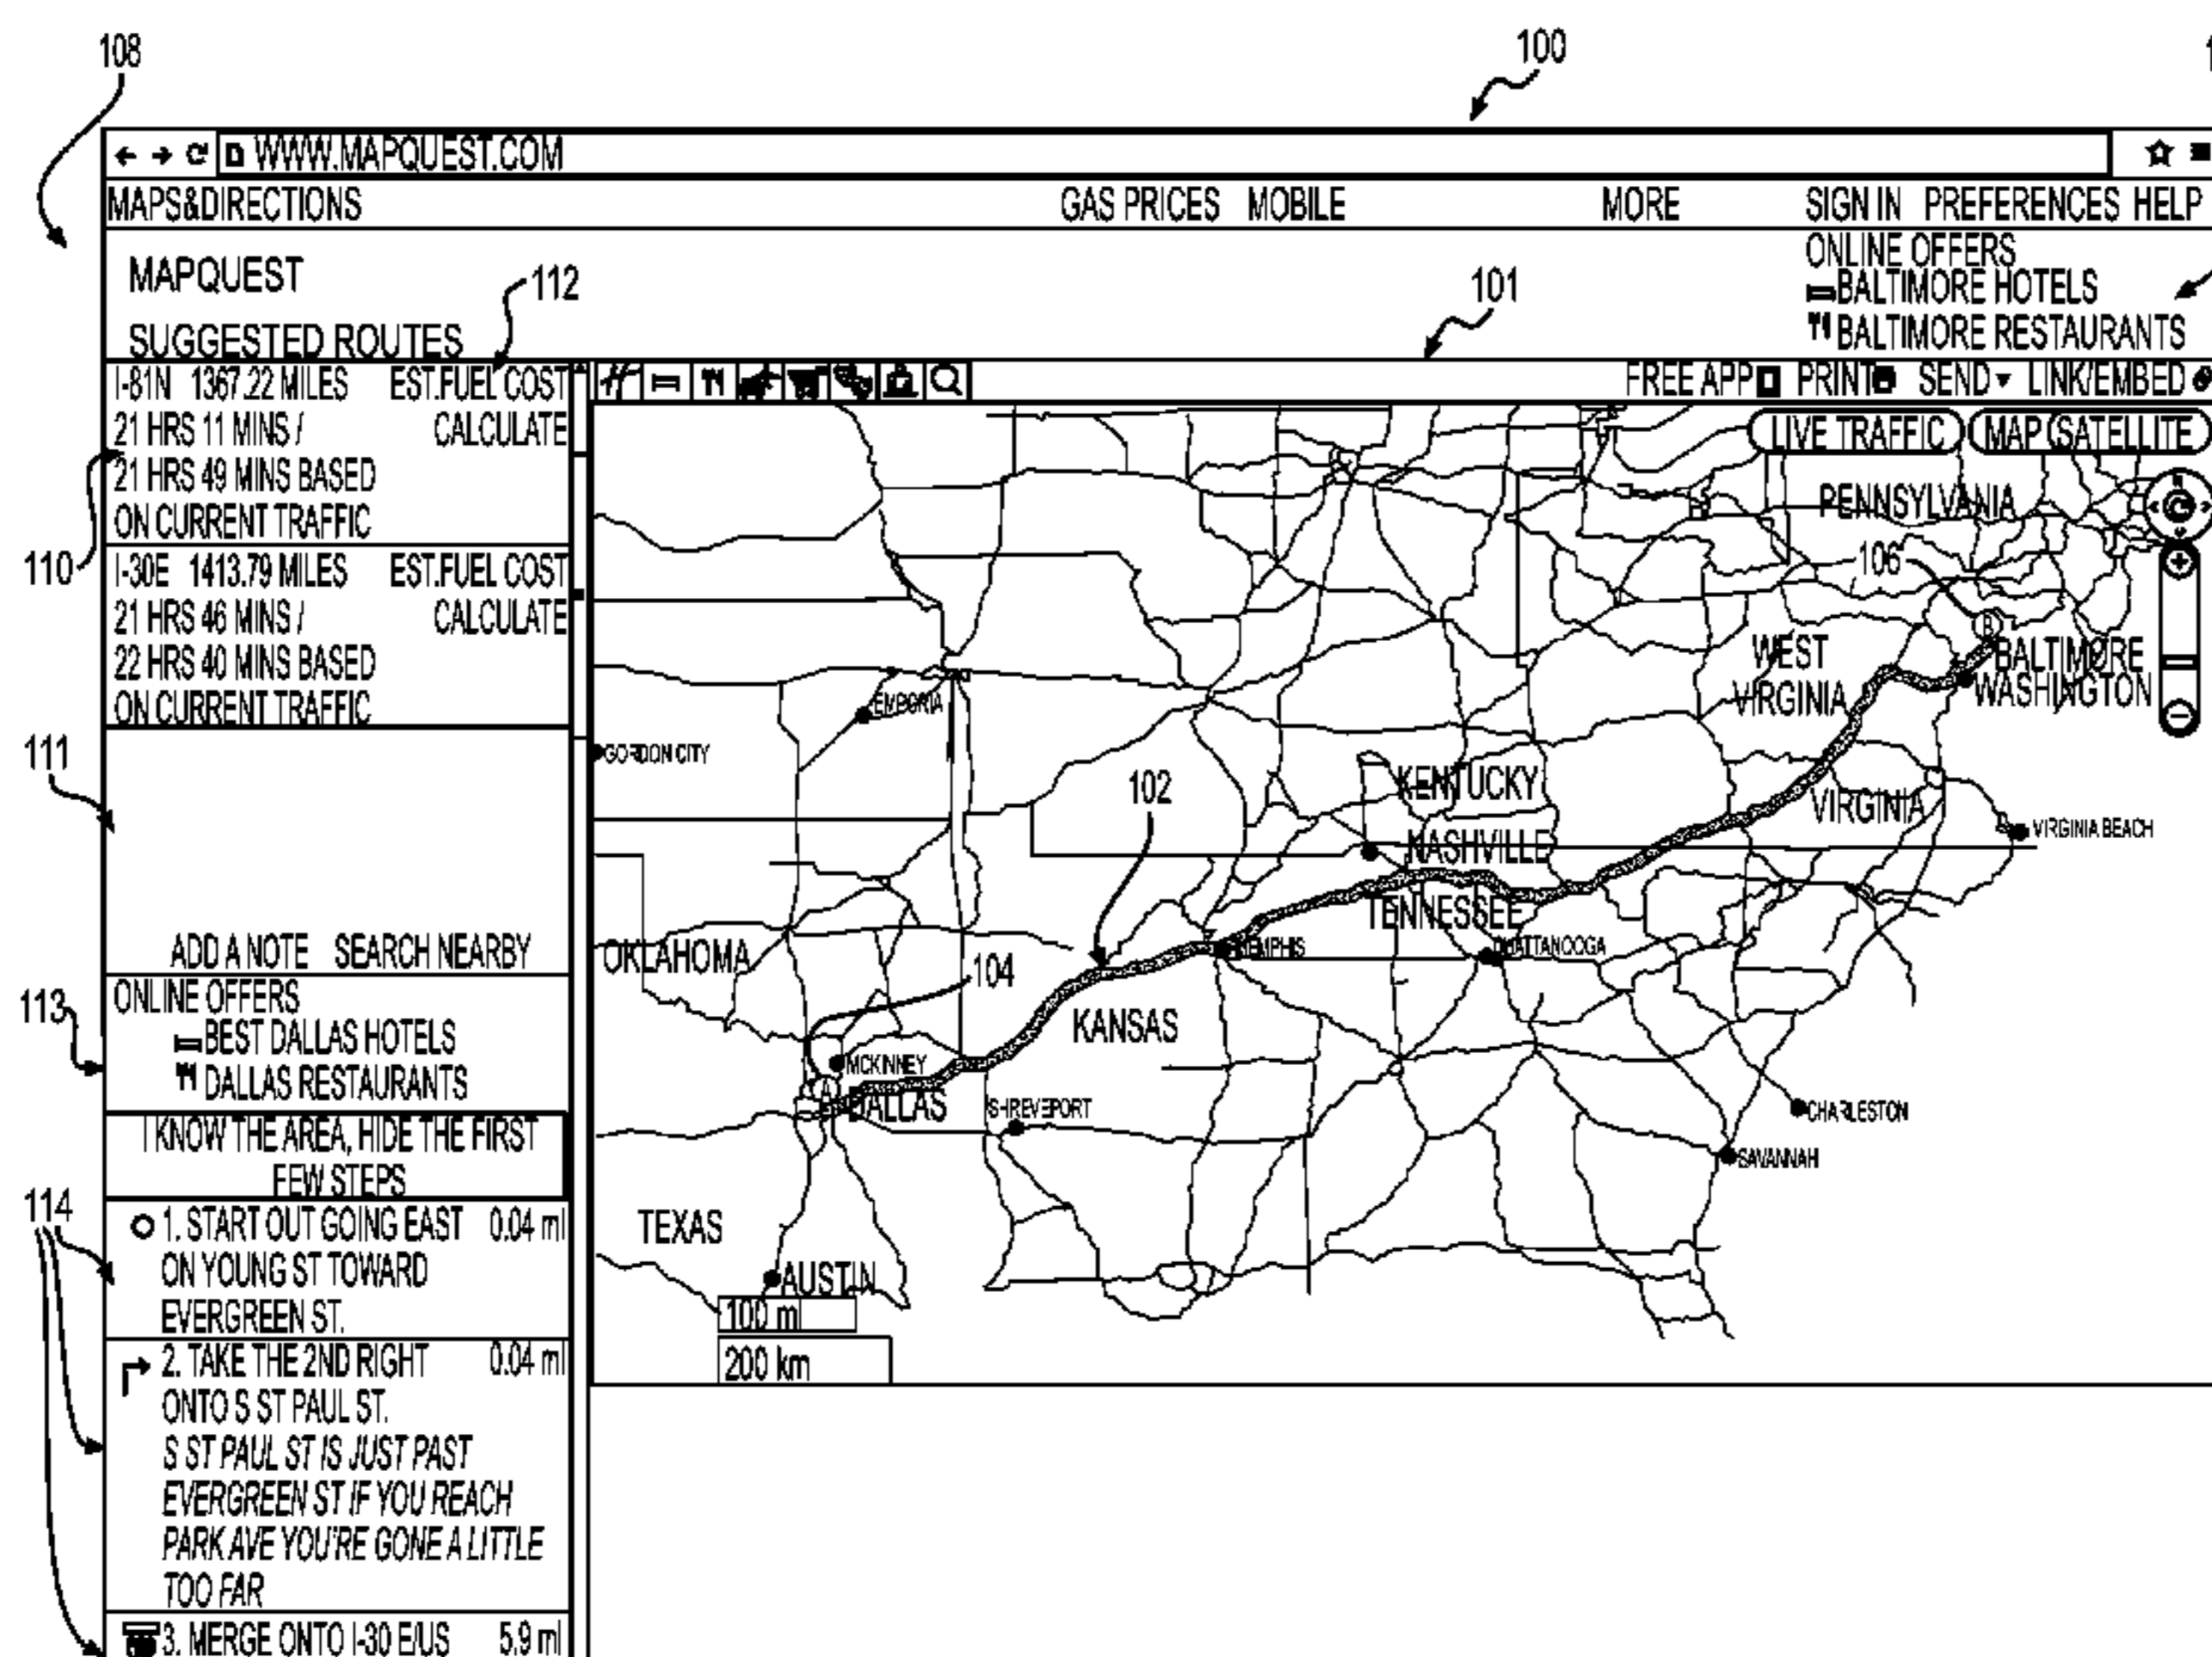 108
100
WWW.MAPQUEST.COM
MAPS&DIRECTIONS GAS PRICES MOBILE MORE SIGN IN PREFERENCES HELP
MAPQUEST
SUGGESTED ROUTES
112
101
ONLINE OFFERS
BALTIMORE HOTELS
BALTIMORE RESTAURANTS
I-81N 1367.22 MILES EST.FUEL COST
21 HRS 11 MINS / CALCULATE
21 HRS 49 MINS BASED
ON CURRENT TRAFFIC
110
I-30E 1413.79 MILES EST.FUEL COST
21 HRS 46 MINS / CALCULATE
22 HRS 40 MINS BASED
ON CURRENT TRAFFIC
111
ADD A NOTE SEARCH NEARBY
113
ONLINE OFFERS
BEST DALLAS HOTELS
DALLAS RESTAURANTS
I KNOW THE AREA, HIDE THE FIRST
FEW STEPS
114
1. START OUT GOING EAST 0.04 mi
ON YOUNG ST TOWARD
EVERGREEN ST.
2. TAKE THE 2ND RIGHT 0.04 mi
ONTO S ST PAUL ST.
S ST PAUL ST IS JUST PAST
EVERGREEN ST IF YOU REACH
PARK AVE YOU'RE GONE A LITTLE
TOO FAR
3. MERGE ONTO I-30 E/US 5.9 mi
FREE APP PRINT SEND LINK/EMBED
LIVE TRAFFIC MAP SATELLITE
PENNSYLVANIA
106
B
BALTIMORE
WASHINGTON
WEST
VIRGINIA
EMPORIA
GORDON CITY
102
KENTUCKY
VIRGINIA
VIRGINIA BEACH
NASHVILLE
TENNESSEE
OKLAHOMA
MEMPHIS
CHATTANOOGA
104
KANSAS
MCKINNEY
A
DALLAS
SHREVEPORT
CHARLESTON
SAVANNAH
TEXAS
AUSTIN
100 mi
200 km